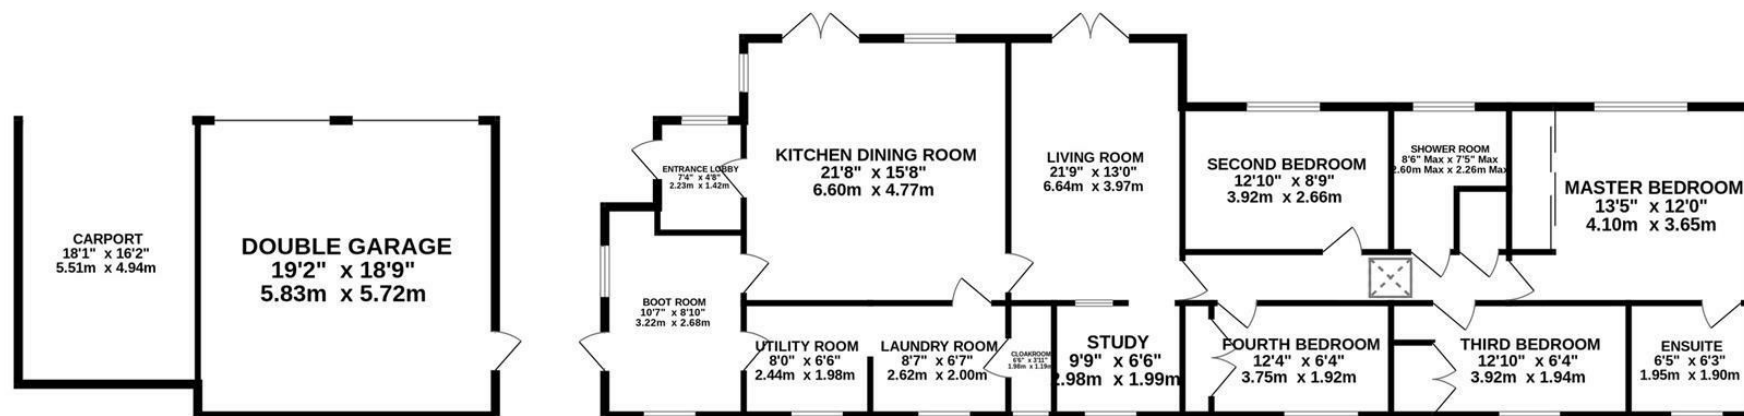 CARPORT
18'1" x 16'2"
5.51m x 4.94m
DOUBLE GARAGE
19'2" x 18'9"
5.83m x 5.72m
ENTRANCE LOBBY
7'4" x 4'8"
2.23m x 1.42m
BOOT ROOM
10'7" x 8'10"
3.22m x 2.68m
KITCHEN DINING ROOM
21'8" x 15'8"
6.60m x 4.77m
UTILITY ROOM
8'0" x 6'6"
2.44m x 1.98m
LAUNDRY ROOM
8'7" x 6'7"
2.62m x 2.00m
CLOAKROOM
6'6" x 3'11"
1.98m x 1.19m
LIVING ROOM
21'9" x 13'0"
6.64m x 3.97m
STUDY
9'9" x 6'6"
2.98m x 1.99m
SECOND BEDROOM
12'10" x 8'9"
3.92m x 2.66m
SHOWER ROOM
8'6" Max x 7'5" Max
2.60m Max x 2.26m Max
MASTER BEDROOM
13'5" x 12'0"
4.10m x 3.65m
FOURTH BEDROOM
12'4" x 6'4"
3.75m x 1.92m
THIRD BEDROOM
12'10" x 6'4"
3.92m x 1.94m
ENSUITE
6'5" x 6'3"
1.95m x 1.90m